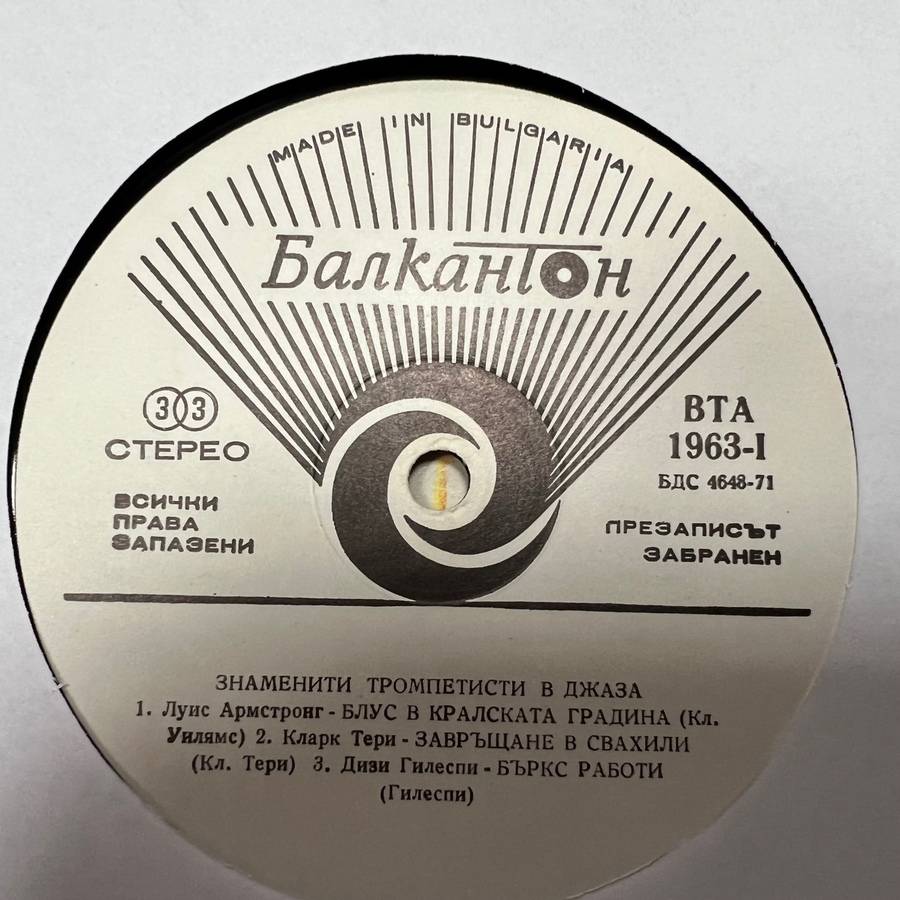 MADE IN BULGARIA
Балкантон
33
СТЕРЕО
ВСИЧКИ
ПРАВА
ЗАПАЗЕНИ
ВТА
1963-I
БДС 4648-71
ПРЕЗАПИСЪТ
ЗАБРАНЕН
ЗНАМЕНИТИ ТРОМПЕТИСТИ В ДЖАЗА
1. Луис Армстронг - БЛУС В КРАЛСКАТА ГРАДИНА (Кл.
Уилямс) 2. Кларк Тери - ЗАВРЪЩАНЕ В СВАХИЛИ
(Кл. Тери) 3. Дизи Гилеспи - БЪРКС РАБОТИ
(Гилеспи)